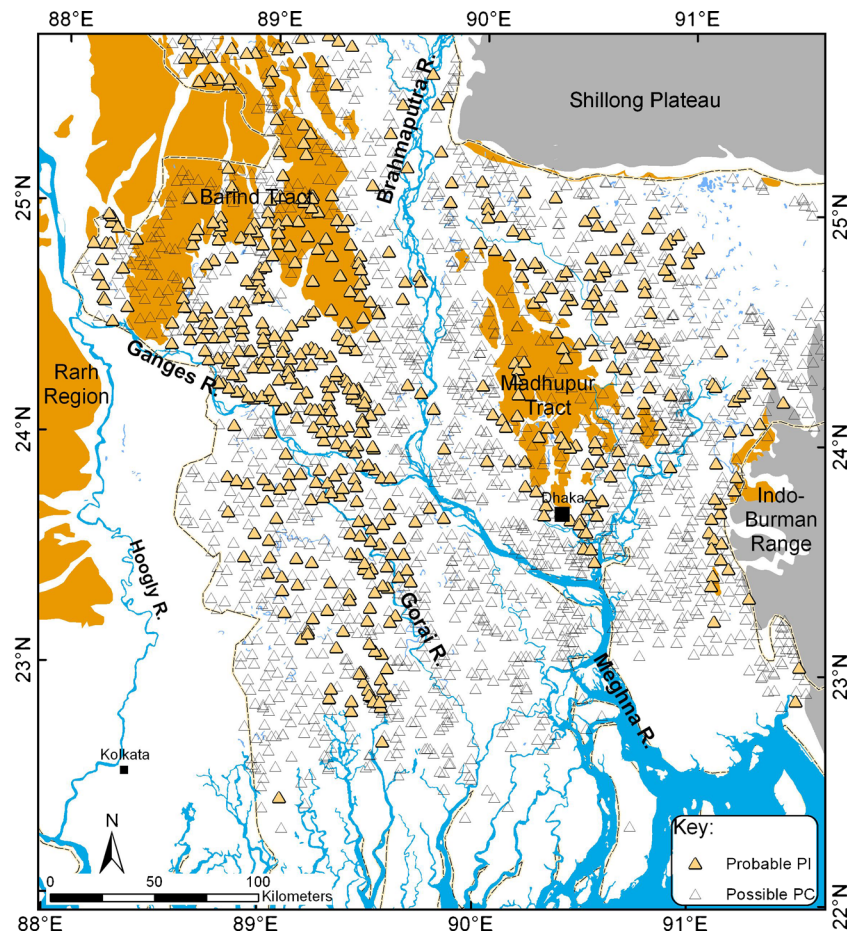 88°E 89°E 90°E 91°E
Shillong Plateau
Brahmaputra R.
25°N
Barind Tract
25°N
Ganges R.
Rarh
Region
Madhupur
Tract
24°N
24°N
Dhaka
Indo-
Burman
Range
Hoogly R.
Gorai R.
23°N
23°N
Meghna R.
Kolkata
N
Key:
Probable PI
Possible PC
0 50 100
Kilometers
22°N
22°N
88°E 89°E 90°E 91°E